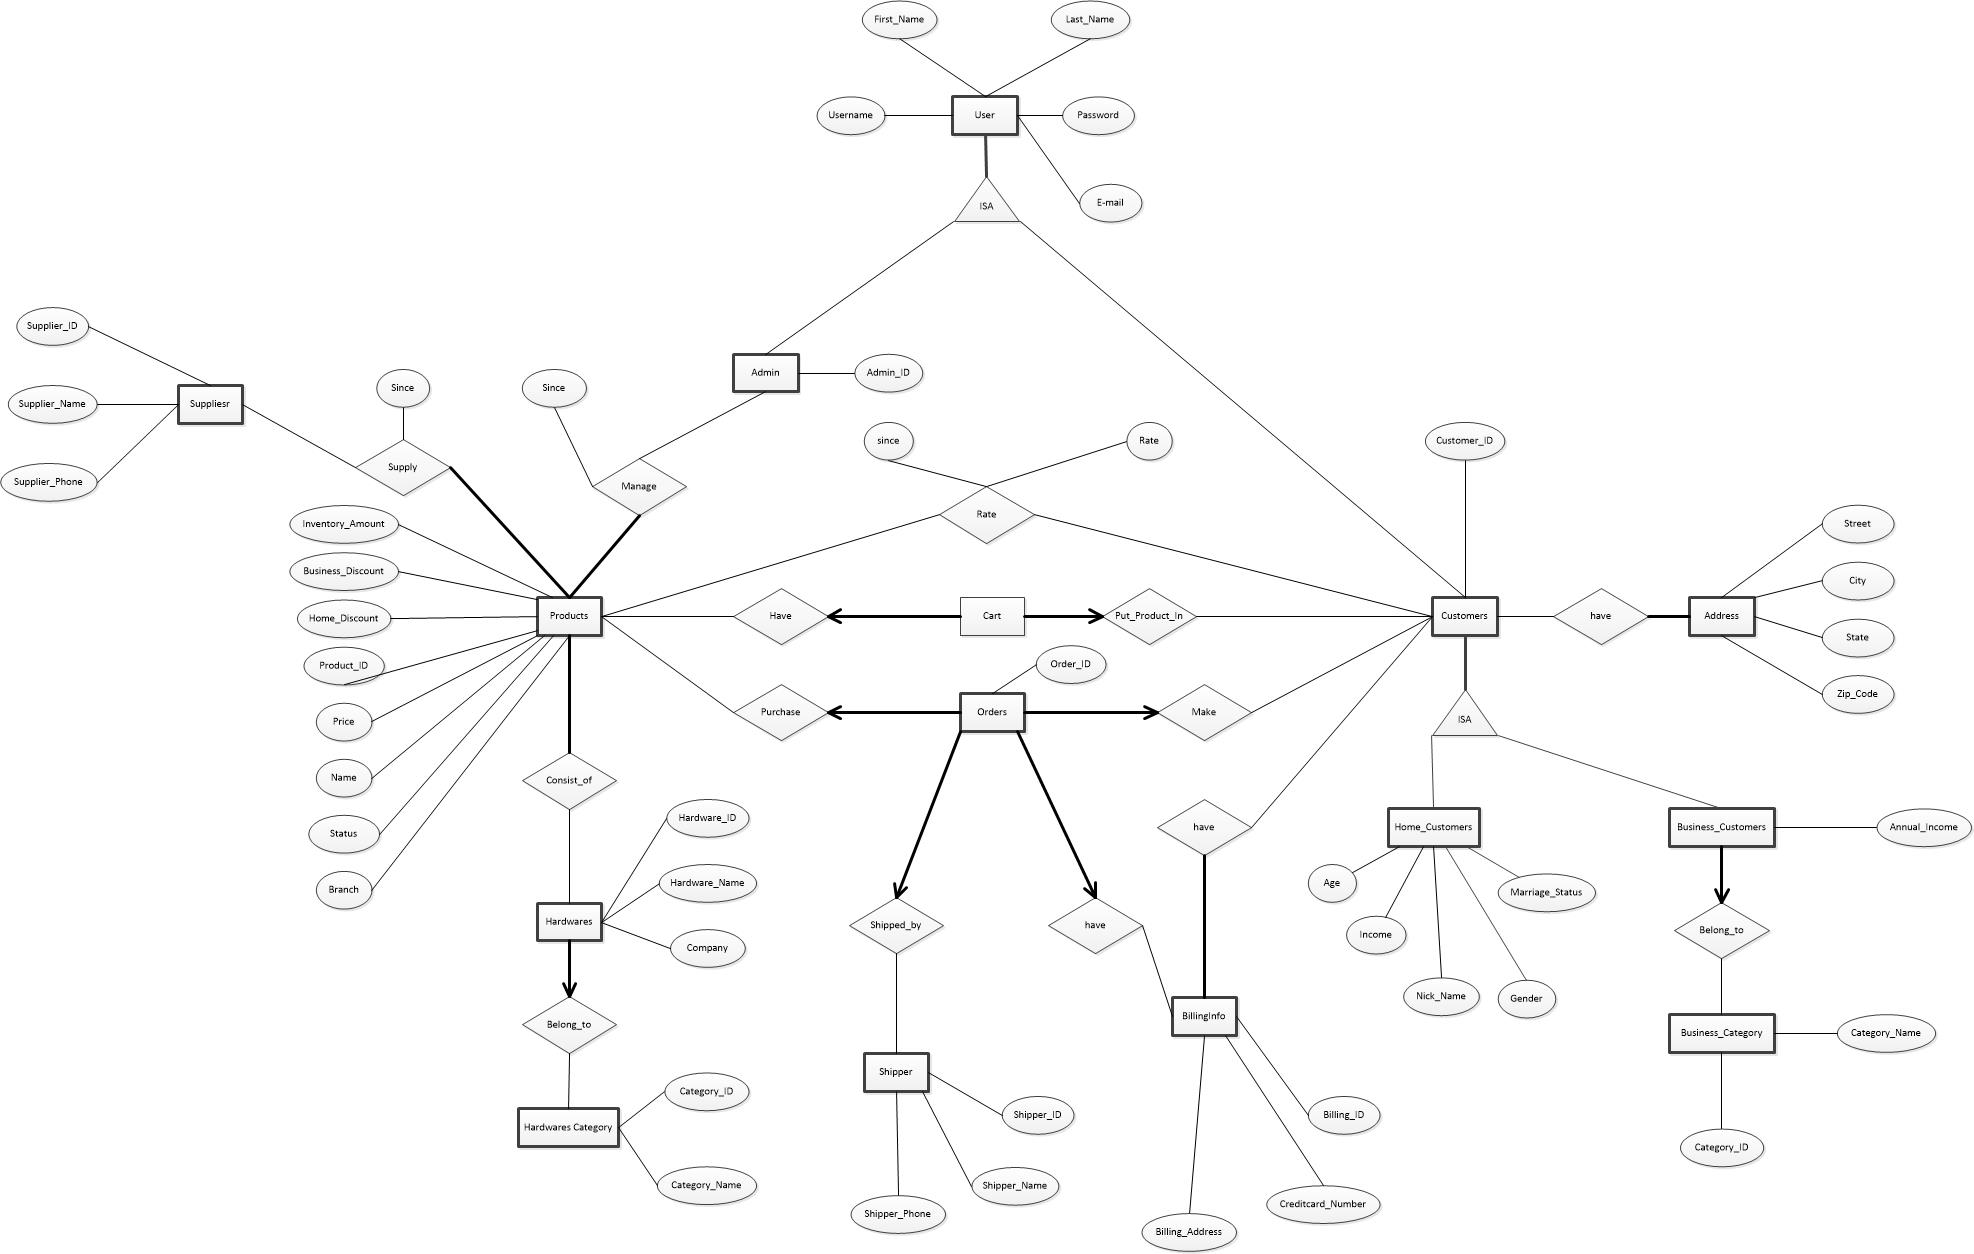 First_Name
Last_Name
Username
User
Password
E-mail
ISA
Supplier_ID
Admin
Admin_ID
Since
Since
Supplier_Name
Suppliesr
since
Rate
Customer_ID
Supply
Supplier_Phone
Manage
Rate
Inventory_Amount
Street
Business_Discount
City
Home_Discount
Products
Have
Cart
Put_Product_In
Customers
have
Address
State
Product_ID
Order_ID
Zip_Code
Price
Purchase
Orders
Make
ISA
Name
Consist_of
Status
Hardware_ID
have
Home_Customers
Business_Customers
Annual_Income
Branch
Hardware_Name
Age
Marriage_Status
Hardwares
Shipped_by
have
Income
Belong_to
Company
Nick_Name
Gender
Belong_to
BillingInfo
Business_Category
Category_Name
Shipper
Category_ID
Shipper_ID
Billing_ID
Hardwares Category
Category_ID
Category_Name
Shipper_Name
Shipper_Phone
Creditcard_Number
Billing_Address